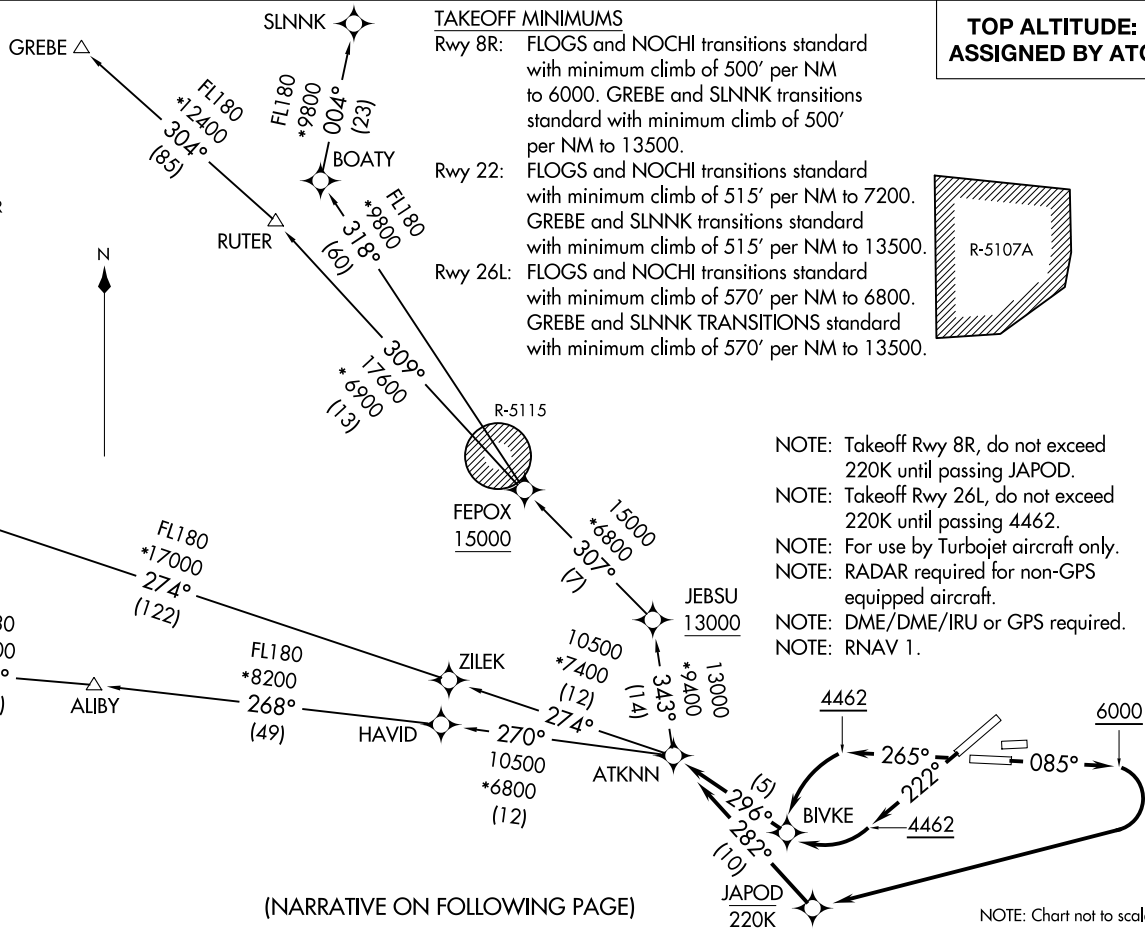 SLNNK
GREBE
TAKEOFF MINIMUMS
Rwy 8R: FLOGS and NOCHI transitions standard
with minimum climb of 500' per NM
to 6000. GREBE and SLNNK transitions
standard with minimum climb of 500'
per NM to 13500.
Rwy 22: FLOGS and NOCHI transitions standard
with minimum climb of 515' per NM to 7200.
GREBE and SLNNK transitions standard
with minimum climb of 515' per NM to 13500.
Rwy 26L: FLOGS and NOCHI transitions standard
with minimum climb of 570' per NM to 6800.
GREBE and SLNNK TRANSITIONS standard
with minimum climb of 570' per NM to 13500.
TOP ALTITUDE:
ASSIGNED BY ATC
FL180
*12400
304°
(85)
FL180
*9800
004°
(23)
BOATY
RUTER
FL180
*9800
318°
(60)
R
N
R-5107A
309°
17600
*6900
(13)
R-5115
FEPOX
15000
15000
*6800
307°
(7)
JEBSU
13000
NOTE: Takeoff Rwy 8R, do not exceed
220K until passing JAPOD.
NOTE: Takeoff Rwy 26L, do not exceed
220K until passing 4462.
NOTE: For use by Turbojet aircraft only.
NOTE: RADAR required for non-GPS
equipped aircraft.
NOTE: DME/DME/IRU or GPS required.
NOTE: RNAV 1.
FL180
*17000
274°
(122)
ZILEK
10500
*7400
(12)
274°
13000
*9400
343°
(14)
ALIBY
FL180
*8200
268°
(49)
HAVID
270°
10500
*6800
(12)
ATKNN
4462
265°
222°
085°
6000
(5)
296°
BIVKE
4462
282°
(10)
JAPOD
220K
(NARRATIVE ON FOLLOWING PAGE)
NOTE: Chart not to scale